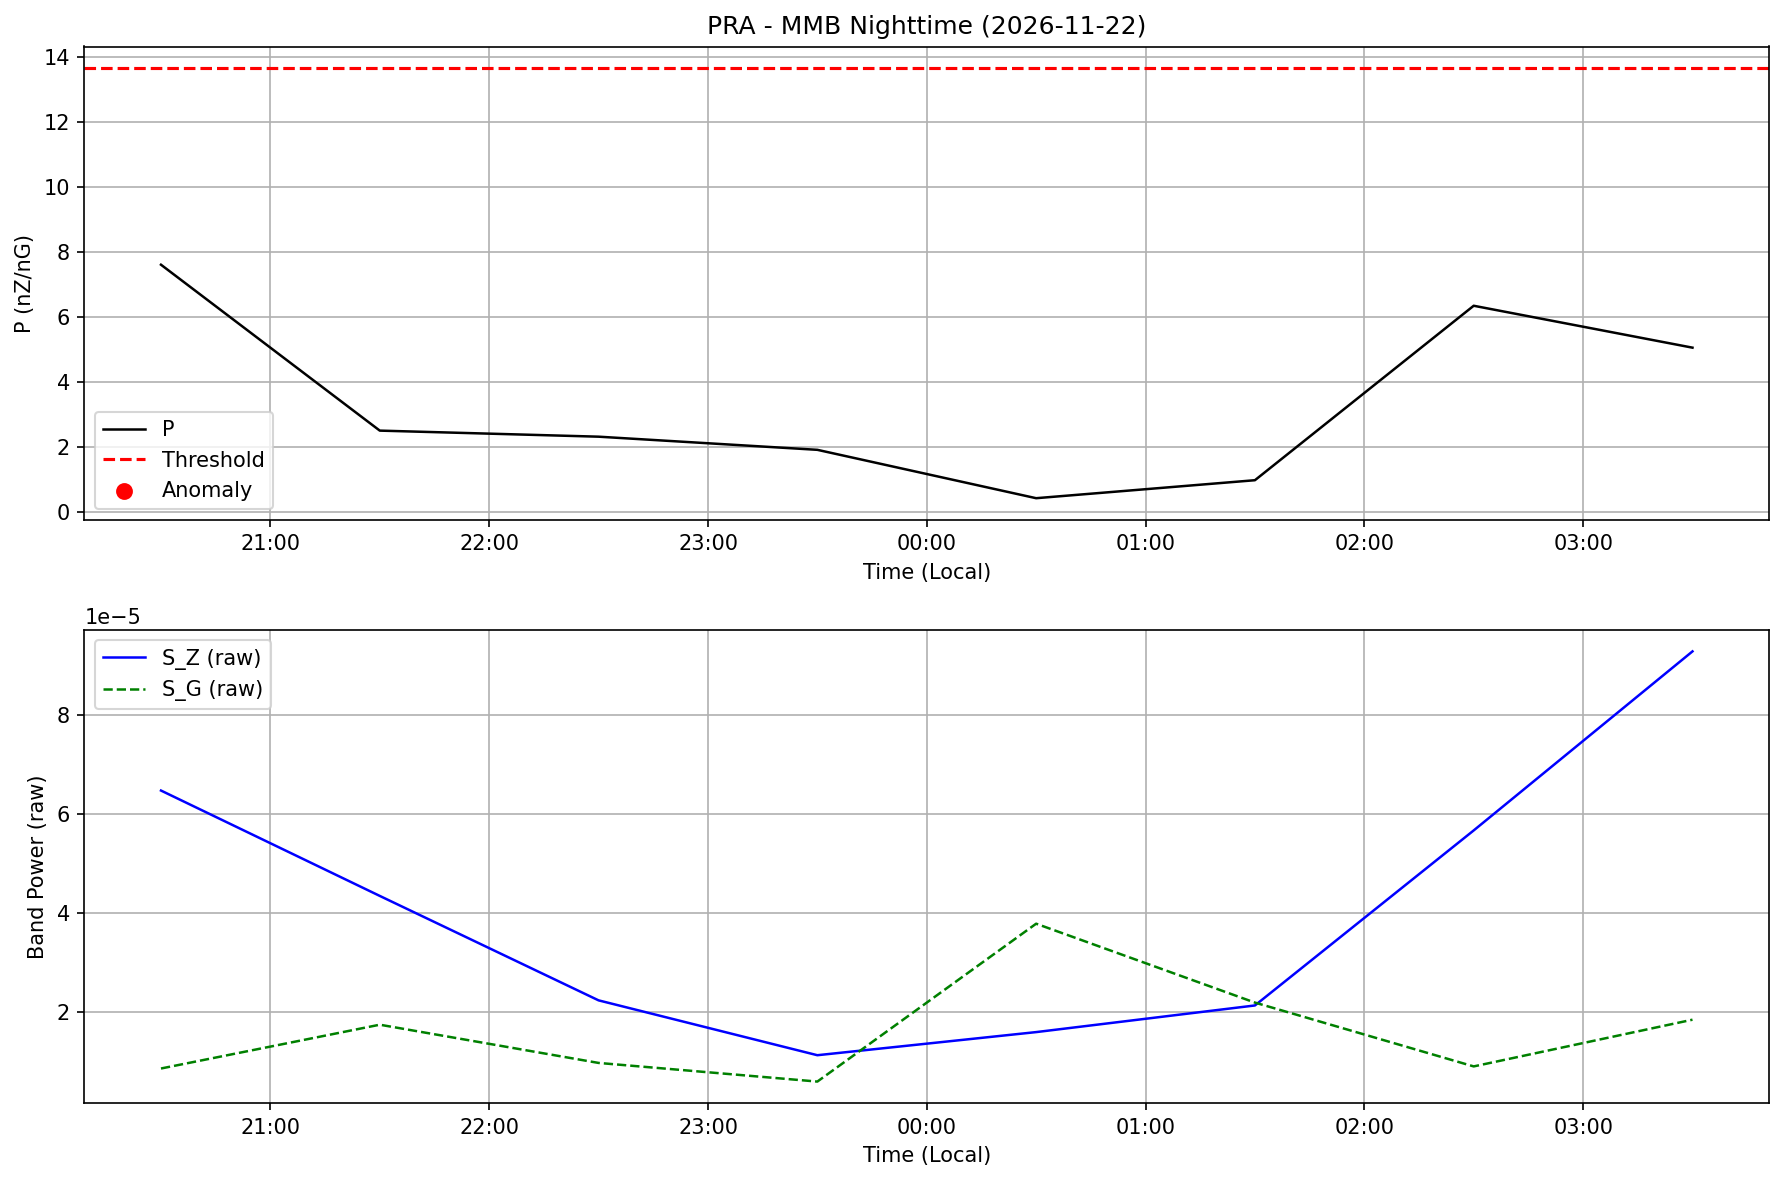 PRA - MMB Nighttime (2026-11-22)
P (nZ/nG)
14
12
10
8
6
4
2
0
P
Threshold
Anomaly
21:00 22:00 23:00 00:00 01:00 02:00 03:00
Time (Local)
1e−5
Band Power (raw)
8
6
4
2
S_Z (raw)
S_G (raw)
21:00 22:00 23:00 00:00 01:00 02:00 03:00
Time (Local)